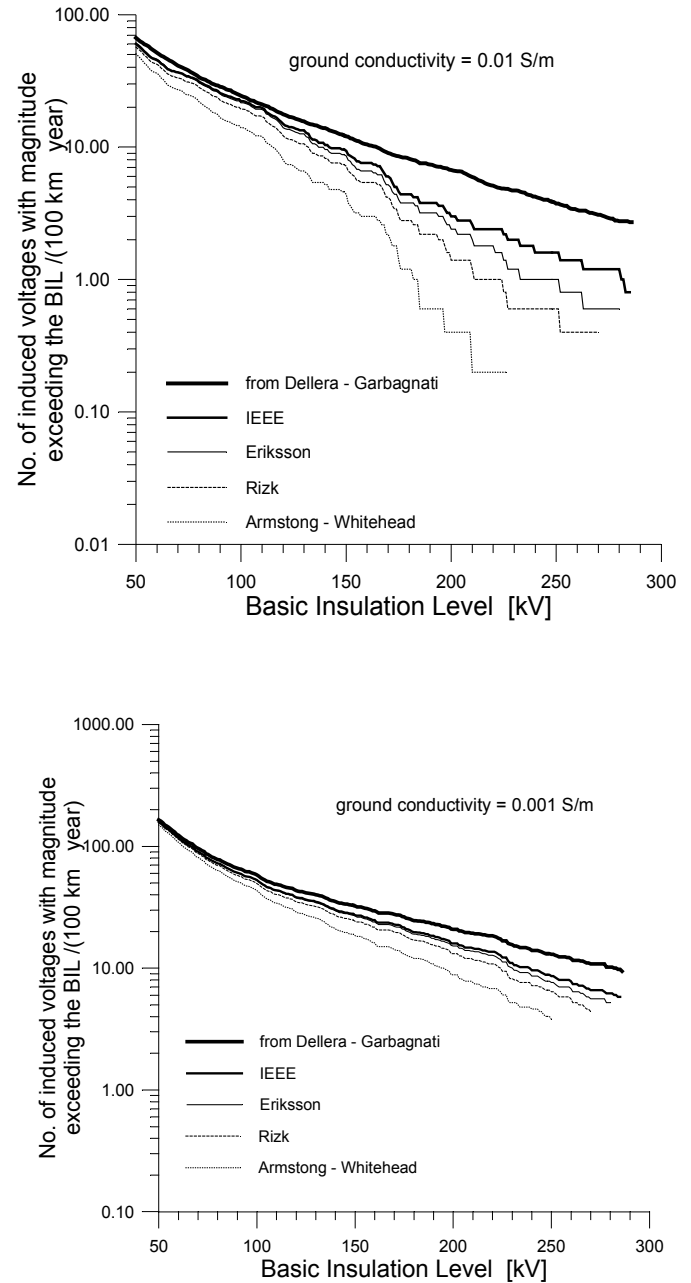 100.00
ground conductivity = 0.01 S/m
10.00
1.00
0.10
0.01
No. of induced voltages with magnitude
exceeding the BIL /(100 km year)
from Dellera - Garbagnati
IEEE
Eriksson
Rizk
Armstong - Whitehead
50 100 150 200 250 300
Basic Insulation Level [kV]
1000.00
ground conductivity = 0.001 S/m
100.00
10.00
1.00
0.10
No. of induced voltages with magnitude
exceeding the BIL /(100 km year)
from Dellera - Garbagnati
IEEE
Eriksson
Rizk
Armstong - Whitehead
50 100 150 200 250 300
Basic Insulation Level [kV]